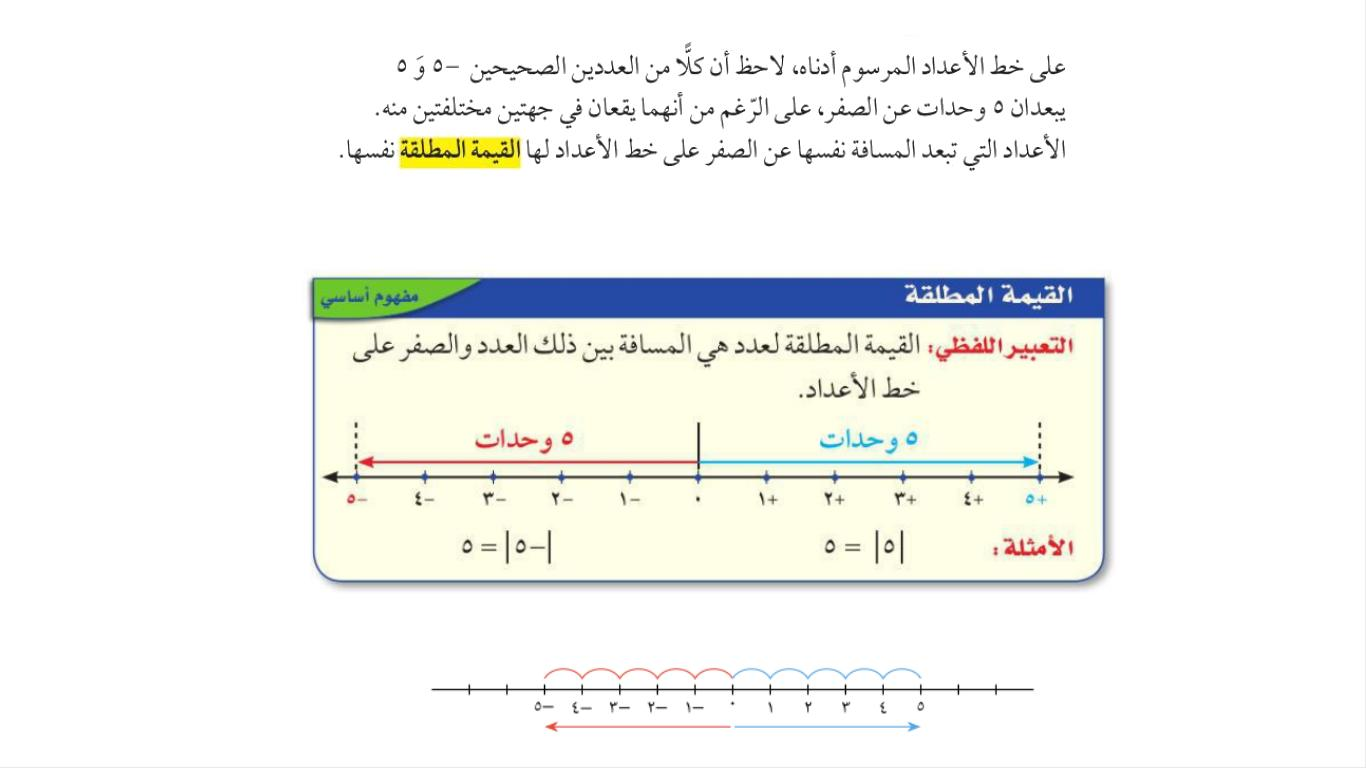 على خط الأعداد المرسوم أدناه، لاحظ أن كلًّا من العددين الصحيحين −٥ وَ ٥
يبعدان ٥ وحدات عن الصفر، على الرّغم من أنهما يقعان في جهتين مختلفتين منه.
الأعداد التي تبعد المسافة نفسها عن الصفر على خط الأعداد لها القيمة المطلقة نفسها.
القيمة المطلقة
مفهوم أساسي
التعبير اللفظي: القيمة المطلقة لعدد هي المسافة بين ذلك العدد والصفر على
خط الأعداد.
٥ وحدات ٥ وحدات
−٥ −٤ −٣ −٢ −١ ٠ +١ +٢ +٣ +٤ +٥
الأمثلة: |٥| = ٥ |−٥| = ٥
−٥ −٤ −٣ −٢ −١ ٠ ١ ٢ ٣ ٤ ٥